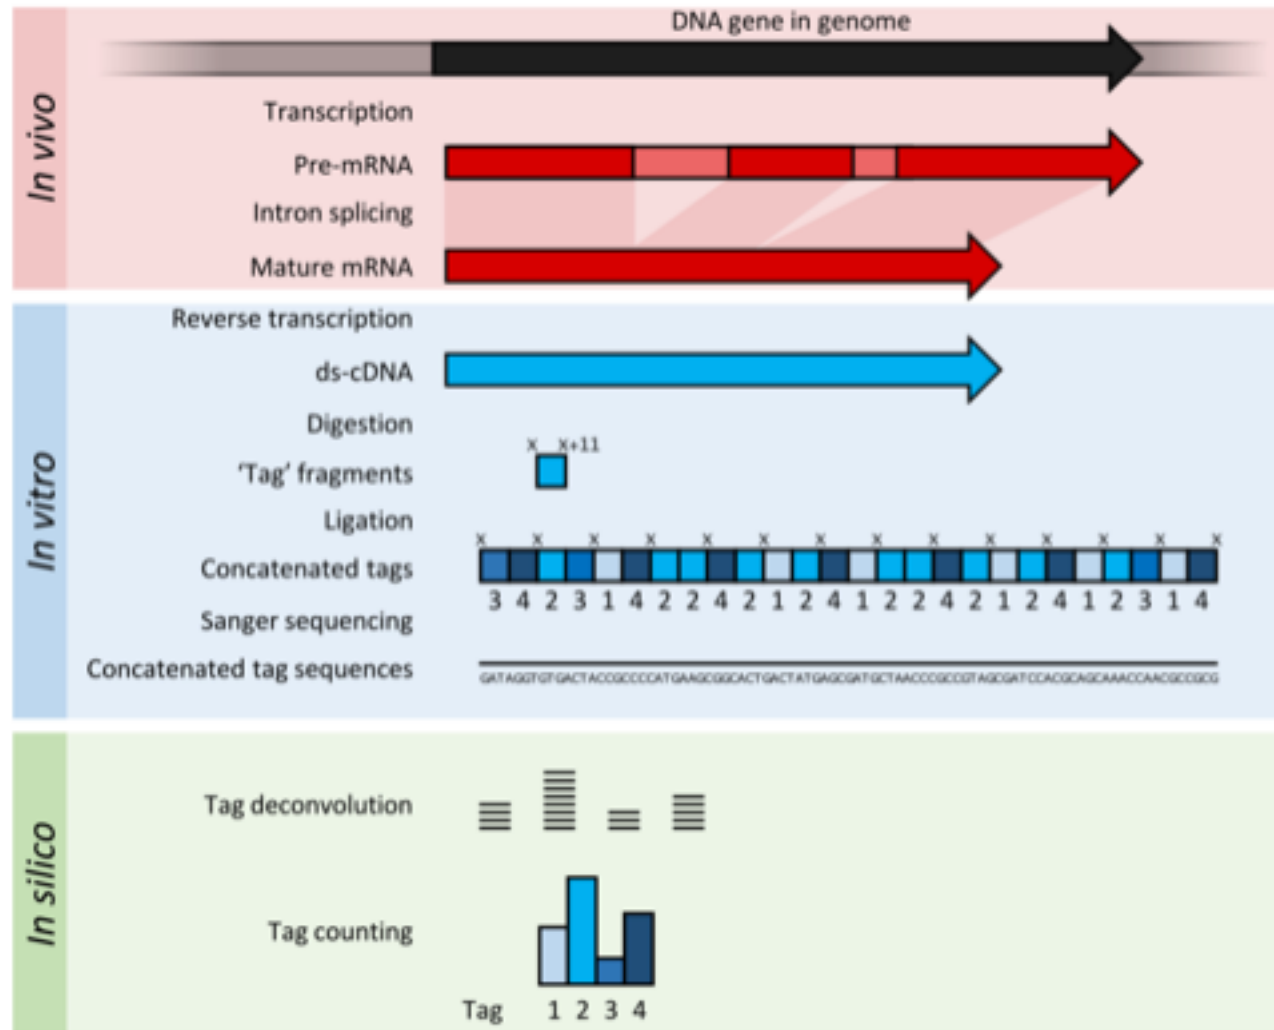 DNA gene in genome
In vivo
Transcription
Pre-mRNA
Intron splicing
Mature mRNA
In vitro
Reverse transcription
ds-cDNA
Digestion
x x+11
'Tag' fragments
Ligation
x x x x x x x x x x x x x x
Concatenated tags
3 4 2 3 1 4 2 2 4 2 1 2 4 1 2 2 4 2 1 2 4 1 2 3 1 4
Sanger sequencing
Concatenated tag sequences
GATAGGTGTGACTACCGCCCCATGAAGCGGCACTGACTATGAGCGATGCTAACCCGCCGTAGCGATCCACGCAGCAAACCAACGCCGCG
In silico
Tag deconvolution
Tag counting
Tag 1 2 3 4